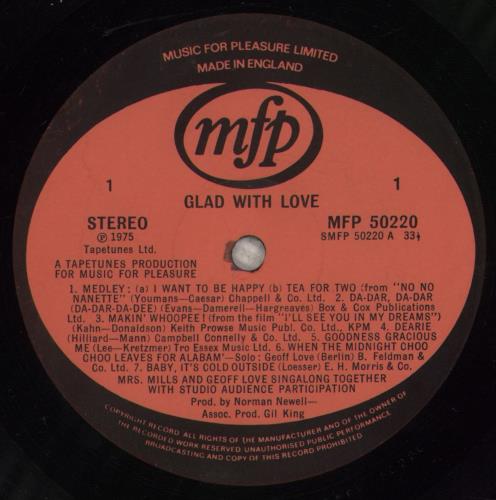 MUSIC FOR PLEASURE LIMITED
MADE IN ENGLAND
mfp
1
1
GLAD WITH LOVE
STEREO
MFP 50220
Ⓟ 1975
SMFP 50220 A 33⅓
Tapetunes Ltd.
A TAPETUNES PRODUCTION
FOR MUSIC FOR PLEASURE
1. MEDLEY: (a) I WANT TO BE HAPPY (b) TEA FOR TWO (from "NO NO
NANETTE") (Youmans—Caesar) Chappell & Co. Ltd. 2. DA-DAR, DA-DAR
(DA-DAR-DA-DEE) (Evans—Damerell—Hargreaves) Box & Cox Publications
Ltd. 3. MAKIN' WHOOPEE! (from the film "I'LL SEE YOU IN MY DREAMS")
(Kahn—Donaldson) Keith Prowse Music Publ. Co. Ltd., KPM 4. DEARIE
(Hilliard—Mann) Campbell Connelly & Co. Ltd. 5. GOODNESS GRACIOUS
ME (Lee—Kretzmer) Tro Essex Music Ltd. 6. WHEN THE MIDNIGHT CHOO
CHOO LEAVES FOR ALABAM'—Solo: Geoff Love (Berlin) B. Feldman &
Co. Ltd. 7. BABY, IT'S COLD OUTSIDE (Loesser) E. H. Morris & Co.
MRS. MILLS AND GEOFF LOVE SINGALONG TOGETHER
WITH STUDIO AUDIENCE PARTICIPATION
Prod. by Norman Newell—
Assoc. Prod. Gil King
COPYRIGHT RECORD ALL RIGHTS OF THE MANUFACTURER AND OF THE OWNER OF
THE RECORDED WORK RESERVED UNAUTHORISED PUBLIC PERFORMANCE
BROADCASTING AND COPY OF THIS RECORD PROHIBITED